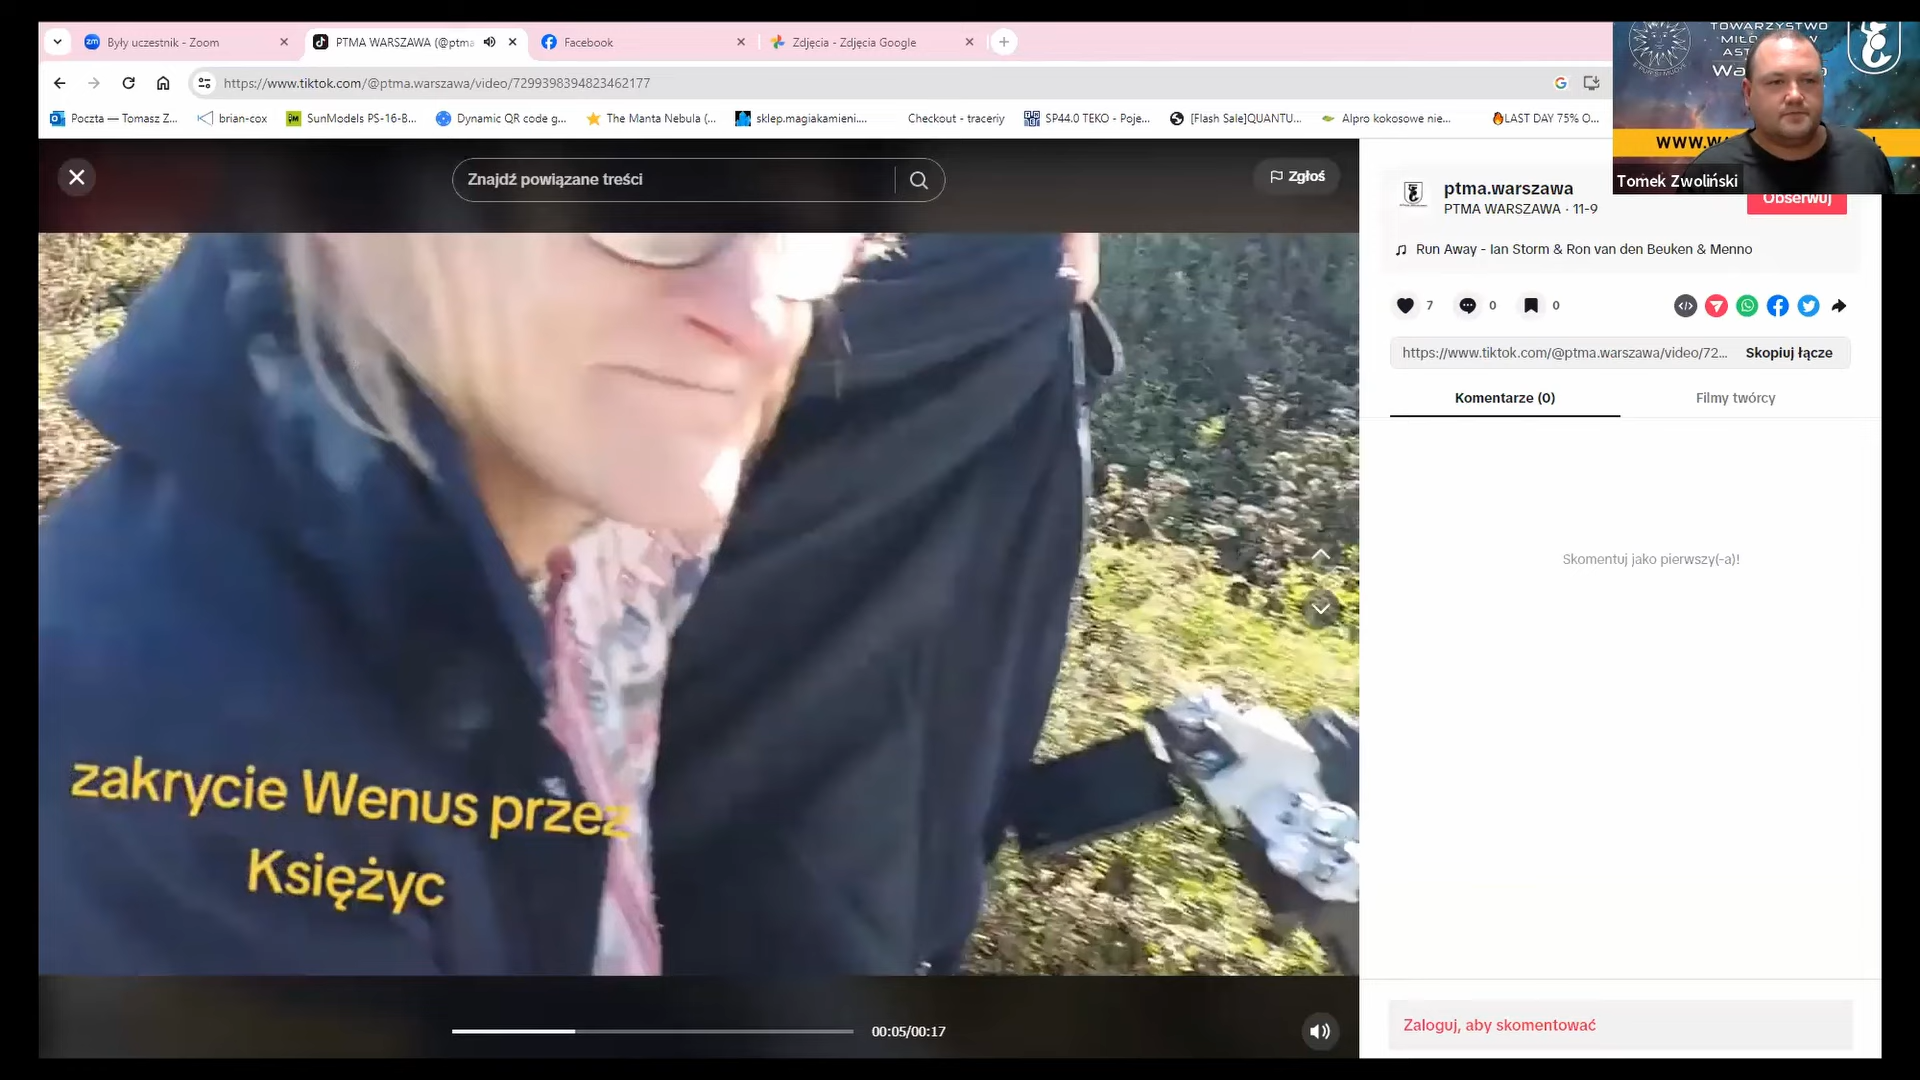 Były uczestnik - Zoom
PTMA WARSZAWA (@ptma
Facebook
Zdjęcia - Zdjęcia Google
https://www.tiktok.com/@ptma.warszawa/video/7299398394823462177
Poczta — Tomasz Z...
brian-cox
SunModels PS-16-B...
Dynamic QR code g...
The Manta Nebula (...
sklep.magiakamieni....
Checkout - traceriy
SP44.0 TEKO - Poje...
[Flash Sale]QUANTU...
Alpro kokosowe nie...
LAST DAY 75% O...
TOWARZYSTWO
WWW.
Tomek Zwoliński
Znajdź powiązane treści
Zgłoś
ptma.warszawa
PTMA WARSZAWA · 11-9
Obserwuj
Run Away - Ian Storm & Ron van den Beuken & Menno
7
0
0
https://www.tiktok.com/@ptma.warszawa/video/72...
Skopiuj łącze
Komentarze (0)
Filmy twórcy
Skomentuj jako pierwszy(-a)!
zakrycie Wenus przez
Księżyc
00:05/00:17
Zaloguj, aby skomentować